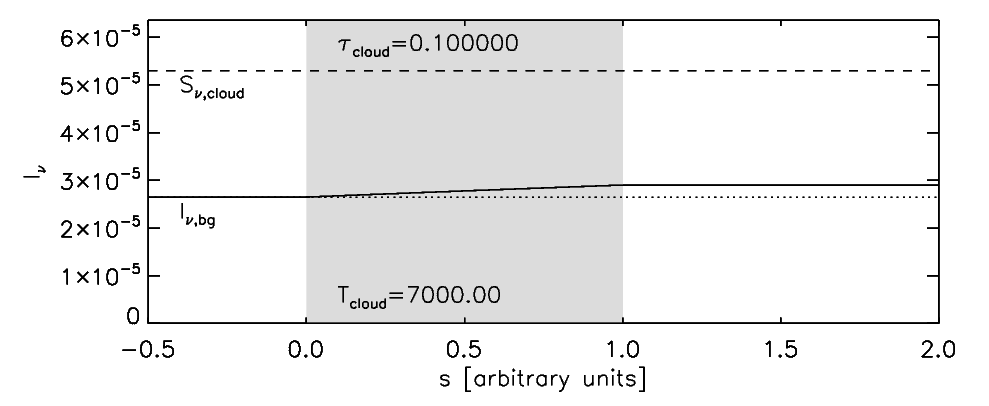 6×10⁻⁵
τcloud=0.100000
5×10⁻⁵
Sν,cloud
4×10⁻⁵
Iν
3×10⁻⁵
Iν,bg
2×10⁻⁵
1×10⁻⁵
Tcloud=7000.00
0
−0.5 0.0 0.5 1.0 1.5 2.0
s [arbitrary units]